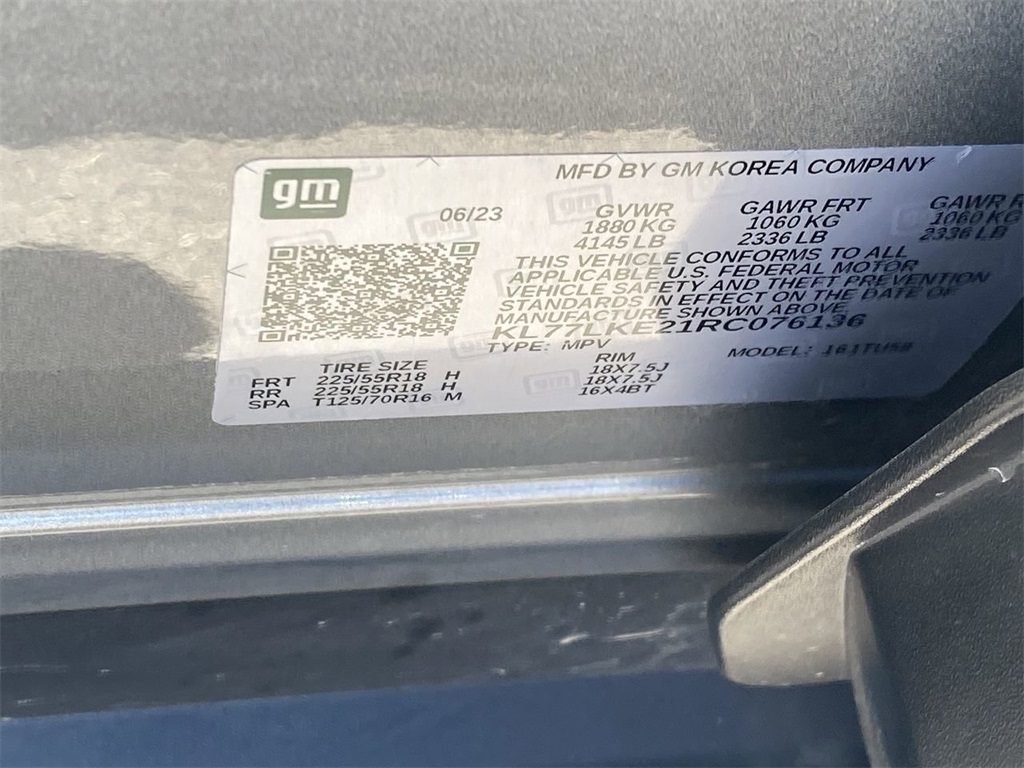 gm
MFD BY GM KOREA COMPANY
06/23 GVWR GAWR FRT GAWR R
1880 KG 1060 KG 1060 KG
4145 LB 2336 LB 2336 LB
THIS VEHICLE CONFORMS TO ALL
APPLICABLE U.S. FEDERAL MOTOR
VEHICLE SAFETY AND THEFT PREVENTION
STANDARDS IN EFFECT ON THE DATE OF
MANUFACTURE SHOWN ABOVE
KL77LKE21RC076136
TYPE: MPV MODEL:
TIRE SIZE RIM
FRT 225/55R18 H 18X7.5J
RR 225/55R18 H 18X7.5J
SPA T125/70R16 M 16X4BT